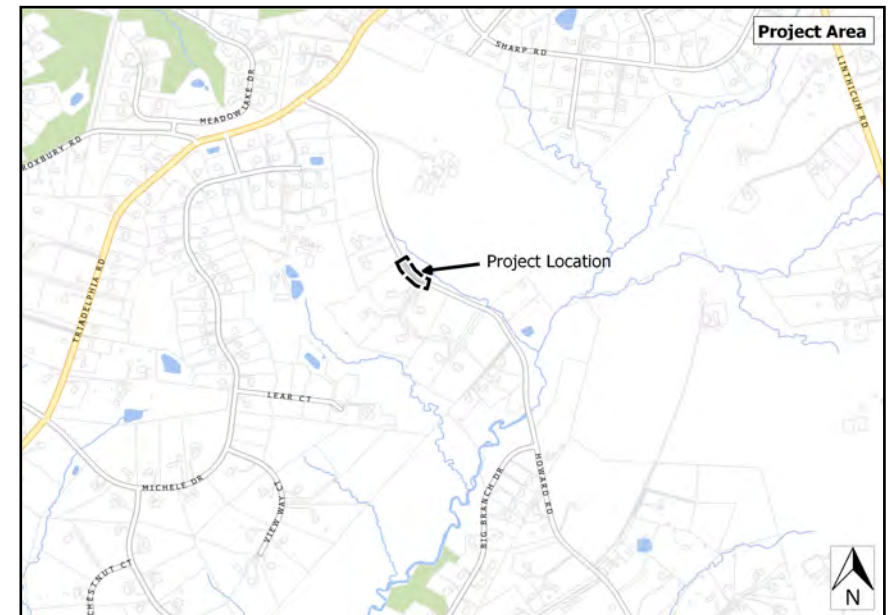 Project Area
SHARP RD
LINTHICUM RD
MEADOW LAKE DR
ROXBURY RD
Project Location
TRIADELPHIA RD
LEAR CT
MICHELE DR
VIEW WAY CT
BIG BRANCH DR
HOWARD RD
CHESTNUT CT
N